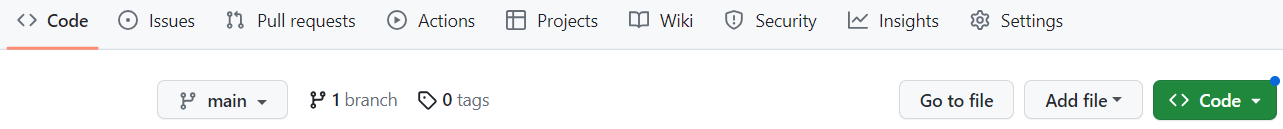 Code Issues Pull requests Actions Projects Wiki Security Insights Settings
main 1 branch 0 tags Go to file Add file Code